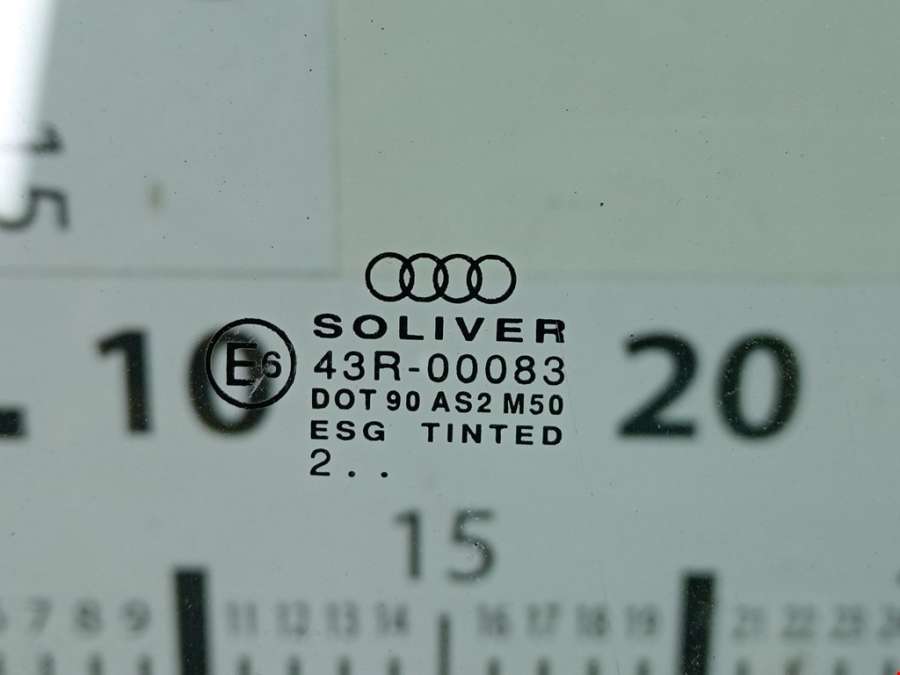 15
SOLIVER
E6
43R-00083
DOT 90 AS2 M50
ESG TINTED
2..
10
20
15
7 8 9 11 12 13 14 16 17 18 19 21 22 23